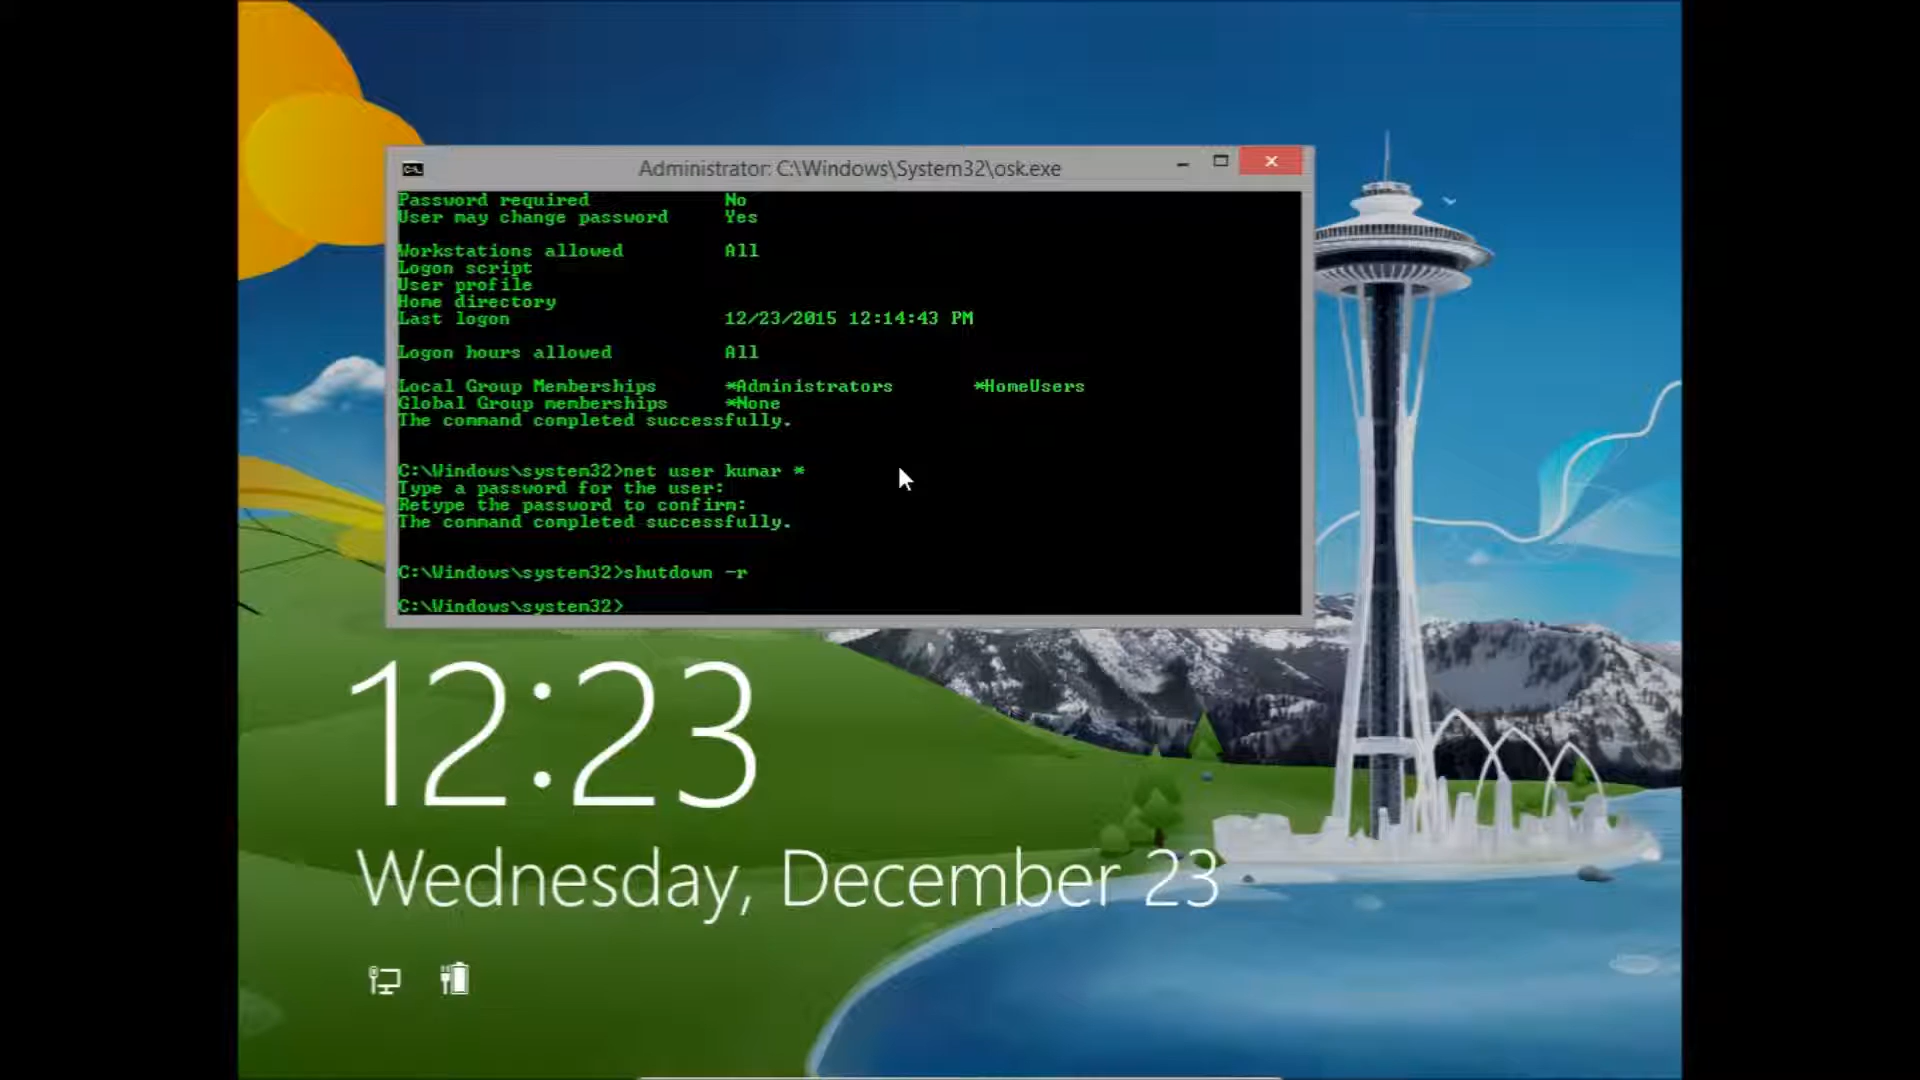 Administrator: C:\Windows\System32\osk.exe
Password required No
User may change password Yes
Workstations allowed All
Logon script
User profile
Home directory
Last logon 12/23/2015 12:14:43 PM
Logon hours allowed All
Local Group Memberships *Administrators *HomeUsers
Global Group memberships *None
The command completed successfully.
C:\Windows\system32>net user kumar *
Type a password for the user:
Retype the password to confirm:
The command completed successfully.
C:\Windows\system32>shutdown -r
C:\Windows\system32>
12:23
Wednesday, December 23